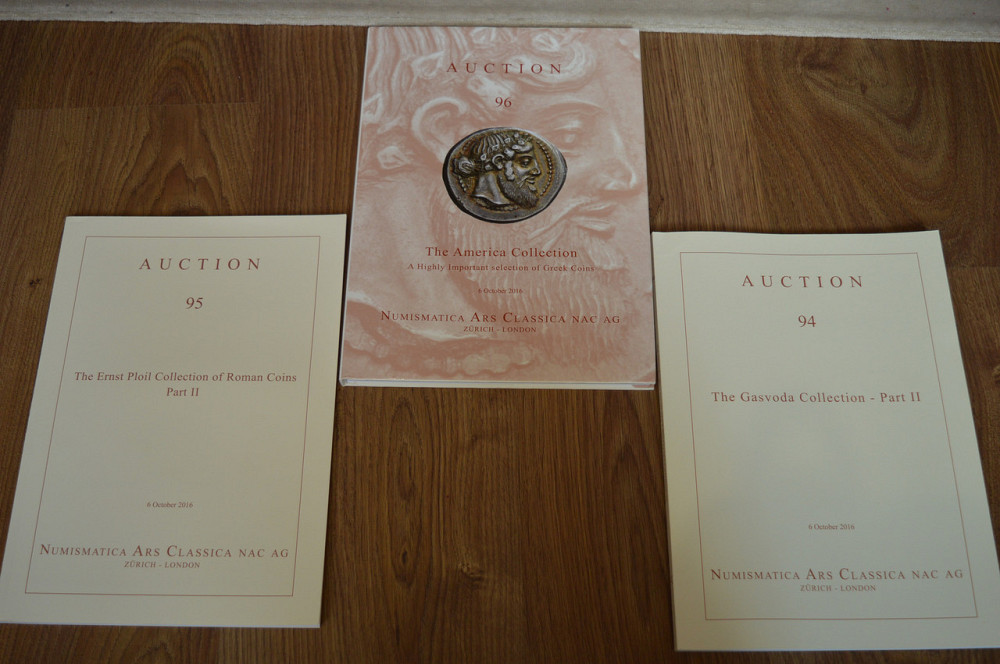 AUCTION
95
The Ernst Ploil Collection of Roman Coins
Part II
6 October 2016
NUMISMATICA ARS CLASSICA NAC AG
ZÜRICH - LONDON
AUCTION
96
The America Collection
A Highly Important selection of Greek Coins
6 October 2016
NUMISMATICA ARS CLASSICA NAC AG
ZÜRICH - LONDON
AUCTION
94
The Gasvoda Collection - Part II
6 October 2016
NUMISMATICA ARS CLASSICA NAC AG
ZÜRICH - LONDON